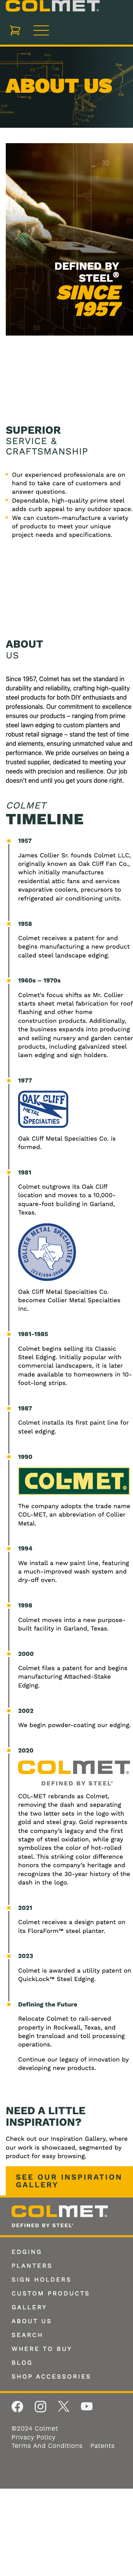 COLMET.
ABOUT US
DEFINED BY
STEEL®
SINCE
1957
SUPERIOR
SERVICE &
CRAFTSMANSHIP
Our experienced professionals are on
hand to take care of customers and
answer questions.
Dependable, high-quality prime steel
adds curb appeal to any outdoor space.
We can custom-manufacture a variety
of products to meet your unique
project needs and specifications.
ABOUT
US
Since 1957, Colmet has set the standard in
durability and reliability, crafting high-quality
steel products for both DIY enthusiasts and
professionals. Our commitment to excellence
ensures our products – ranging from prime
steel lawn edging to custom planters and
robust retail signage – stand the test of time
and elements, ensuring unmatched value and
performance. We take pride in being a
trusted supplier, dedicated to meeting your
needs with precision and resilience. Our job
doesn't end until you get yours done right.
COLMET
TIMELINE
1957
James Collier Sr. founds Colmet LLC,
originally known as Oak Cliff Fan Co.,
which initially manufactures
residential attic fans and services
evaporative coolers, precursors to
refrigerated air conditioning units.
1958
Colmet receives a patent for and
begins manufacturing a new product
called steel landscape edging.
1960s – 1970s
Colmet's focus shifts as Mr. Collier
starts sheet metal fabrication for roof
flashing and other home
construction products. Additionally,
the business expands into producing
and selling nursery and garden center
products, including galvanized steel
lawn edging and sign holders.
1977
OAK CLIFF
METAL
SPECIALTIES
Oak Cliff Metal Specialties Co. is
formed.
1981
Colmet outgrows its Oak Cliff
location and moves to a 10,000-
square-foot building in Garland,
Texas.
COLLIER METAL SPECIALTIES
Oak Cliff Metal Specialties Co.
becomes Collier Metal Specialties
Inc.
1981-1985
Colmet begins selling its Classic
Steel Edging. Initially popular with
commercial landscapers, it is later
made available to homeowners in 10-
foot-long strips.
1987
Colmet installs its first paint line for
steel edging.
1990
COL-MET
The company adopts the trade name
COL-MET, an abbreviation of Collier
Metal.
1994
We install a new paint line, featuring
a much-improved wash system and
dry-off oven.
1998
Colmet moves into a new purpose-
built facility in Garland, Texas.
2000
Colmet files a patent for and begins
manufacturing Attached-Stake
Edging.
2002
We begin powder-coating our edging.
2020
COLMET.
DEFINED BY STEEL®
COL-MET rebrands as Colmet,
removing the dash and separating
the two letter sets in the logo with
gold and steel gray. Gold represents
the company's legacy and the first
stage of steel oxidation, while gray
symbolizes the color of hot-rolled
steel. This striking color difference
honors the company's heritage and
recognizes the 30-year history of the
dash in the logo.
2021
Colmet receives a design patent on
its FloraForm™ steel planter.
2023
Colmet is awarded a utility patent on
QuickLock™ Steel Edging.
Defining the Future
Relocate Colmet to rail-served
property in Rockwall, Texas, and
begin transload and toll processing
operations.
Continue our legacy of innovation by
developing new products.
NEED A LITTLE
INSPIRATION?
Check out our Inspiration Gallery, where
our work is showcased, segmented by
product for easy browsing.
SEE OUR INSPIRATION
GALLERY
COLMET.
DEFINED BY STEEL®
EDGING
PLANTERS
SIGN HOLDERS
CUSTOM PRODUCTS
GALLERY
ABOUT US
SEARCH
WHERE TO BUY
BLOG
SHOP ACCESSORIES
©2024 Colmet
Privacy Policy
Terms And Conditions Patents